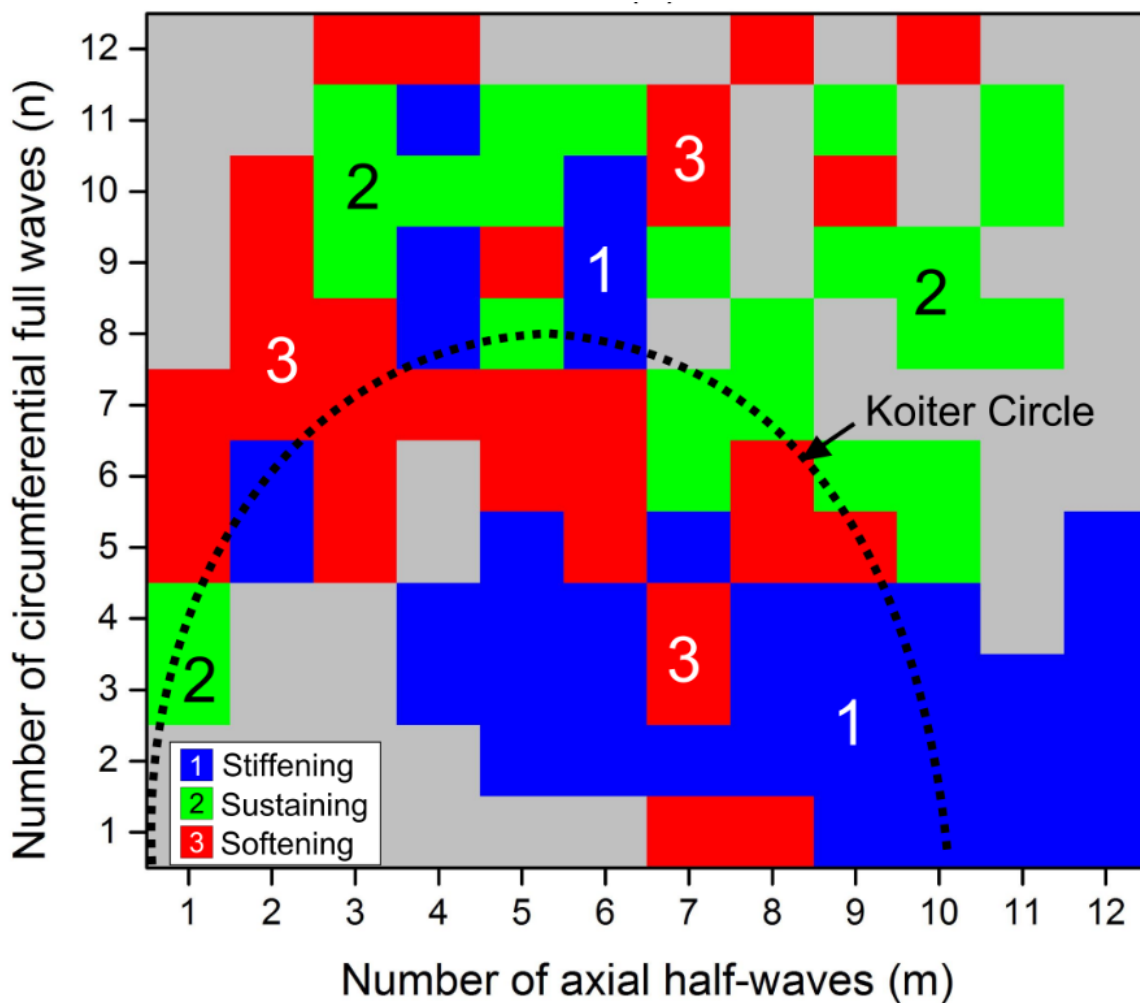 Number of circumferential full waves (n)
12
11
10
9
8
7
6
5
4
3
2
1
2
3
1
2
3
Koiter Circle
3
2
1
1 Stiffening
2 Sustaining
3 Softening
1 2 3 4 5 6 7 8 9 10 11 12
Number of axial half-waves (m)